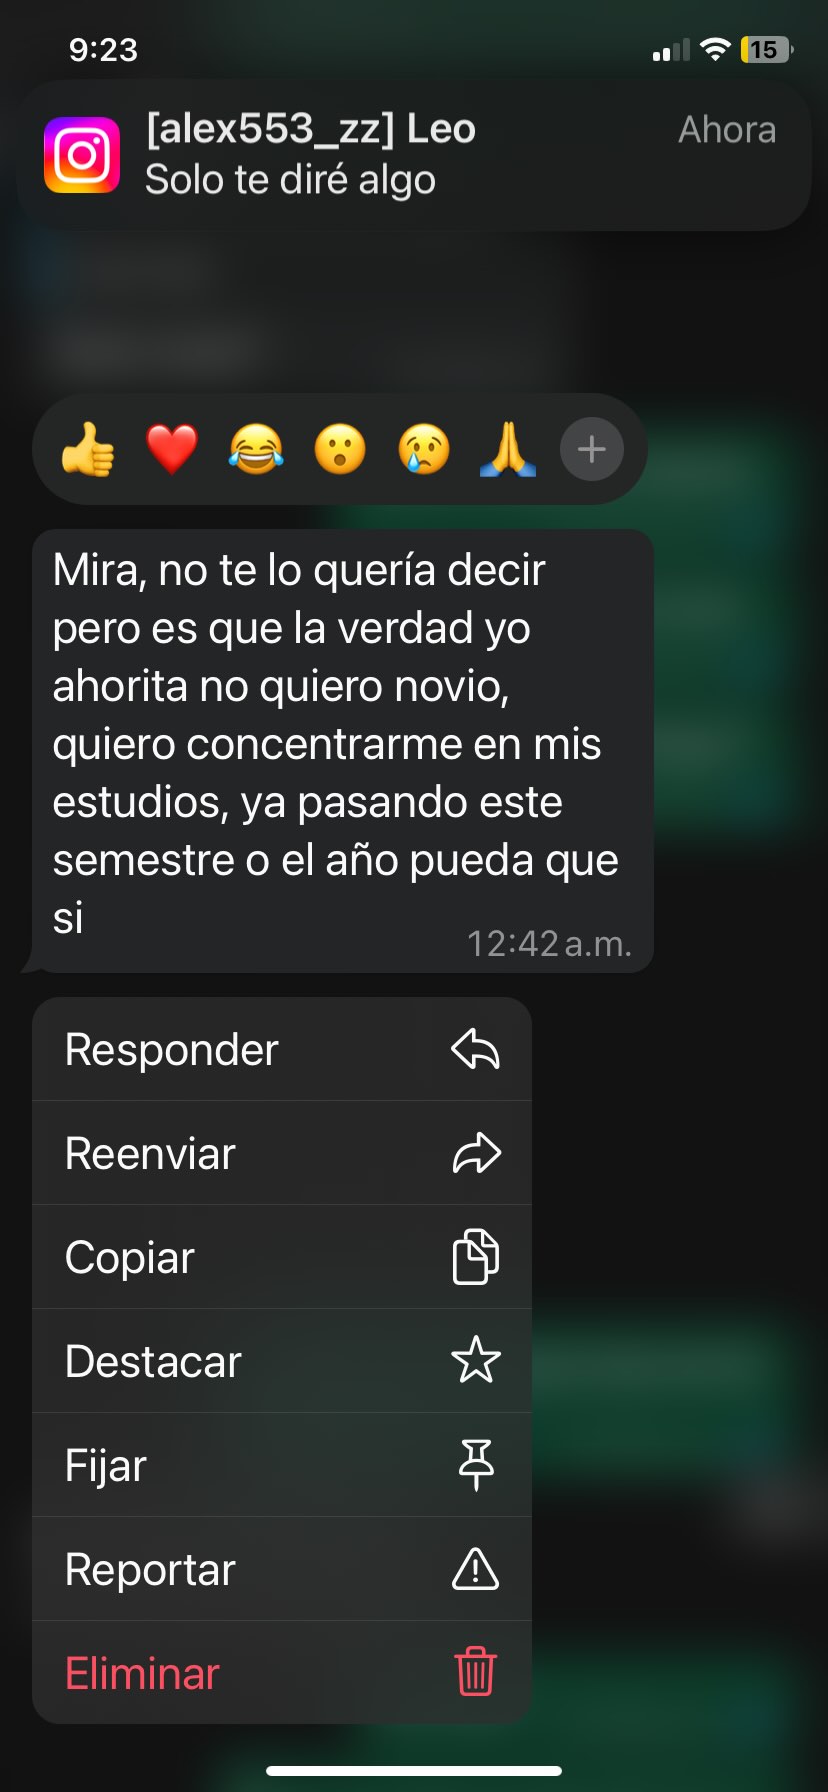 9:23
15
[alex553_zz] Leo
Ahora
Solo te diré algo
Mira, no te lo quería decir
pero es que la verdad yo
ahorita no quiero novio,
quiero concentrarme en mis
estudios, ya pasando este
semestre o el año pueda que
si
12:42 a.m.
Responder
Reenviar
Copiar
Destacar
Fijar
Reportar
Eliminar